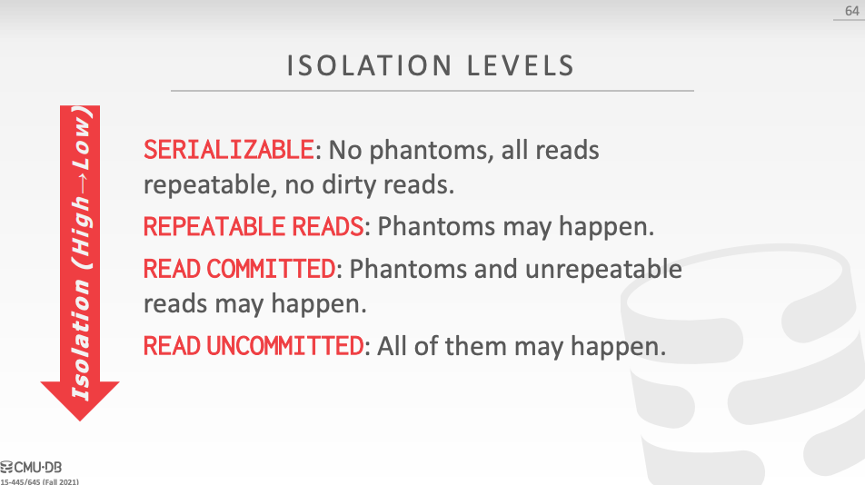 64
ISOLATION LEVELS
Isolation (High→Low)
SERIALIZABLE: No phantoms, all reads
repeatable, no dirty reads.
REPEATABLE READS: Phantoms may happen.
READ COMMITTED: Phantoms and unrepeatable
reads may happen.
READ UNCOMMITTED: All of them may happen.
CMU·DB
15-445/645 (Fall 2021)